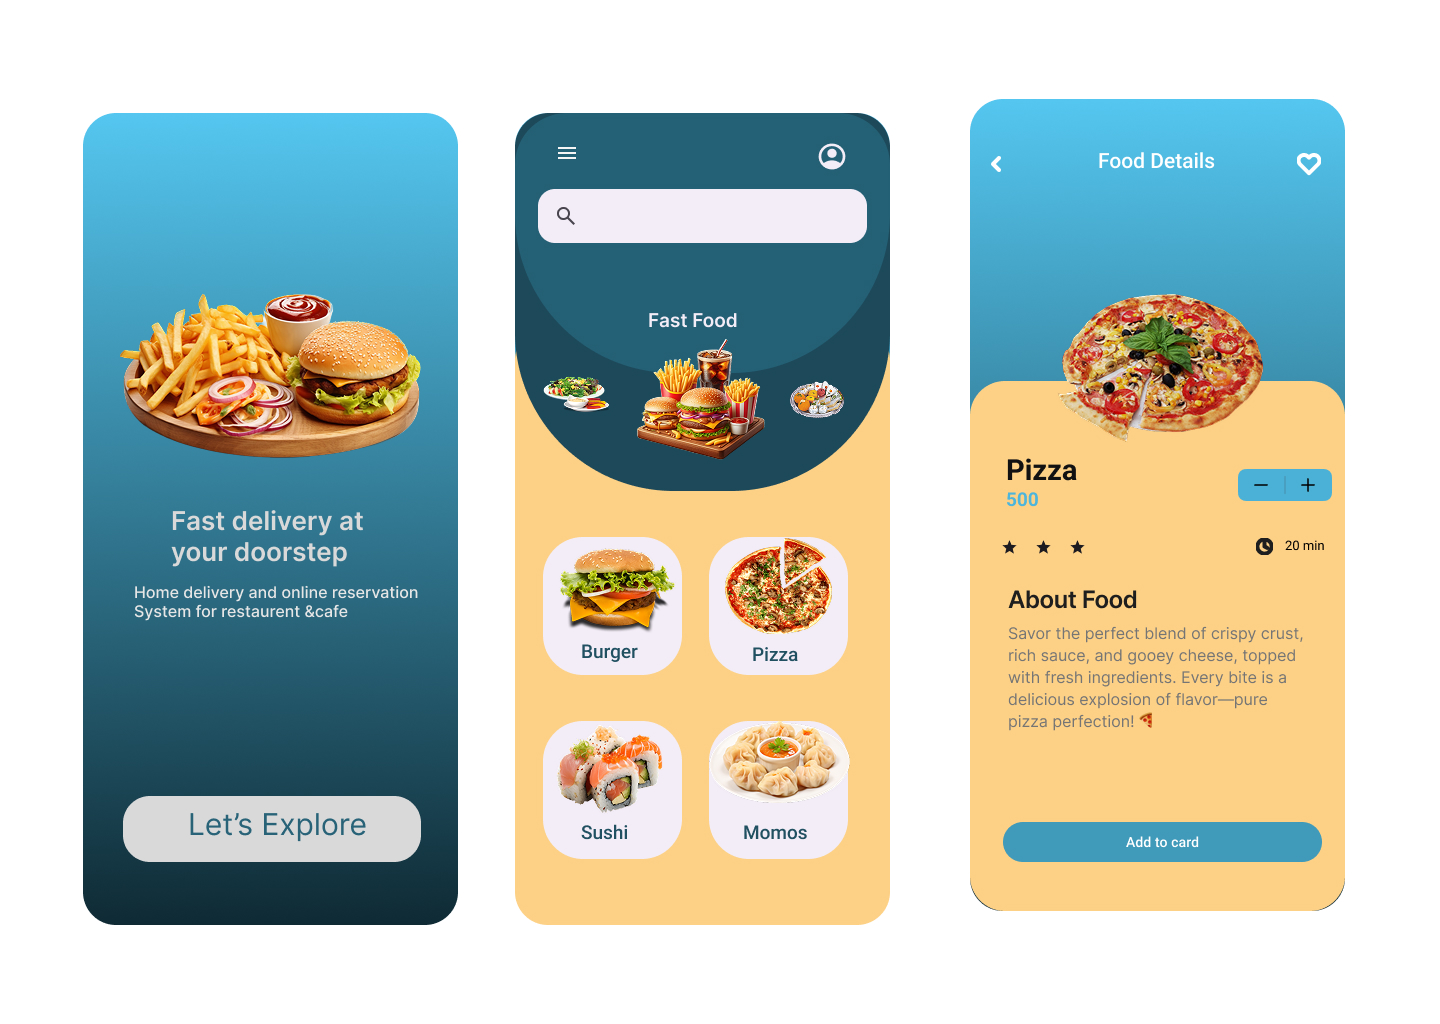 Fast delivery at
your doorstep
Home delivery and online reservation
System for restaurent &cafe
Let’s Explore
Fast Food
Burger
Pizza
Sushi
Momos
Food Details
Pizza
500
20 min
About Food
Savor the perfect blend of crispy crust,
rich sauce, and gooey cheese, topped
with fresh ingredients. Every bite is a
delicious explosion of flavor—pure
pizza perfection! 🍕
Add to card